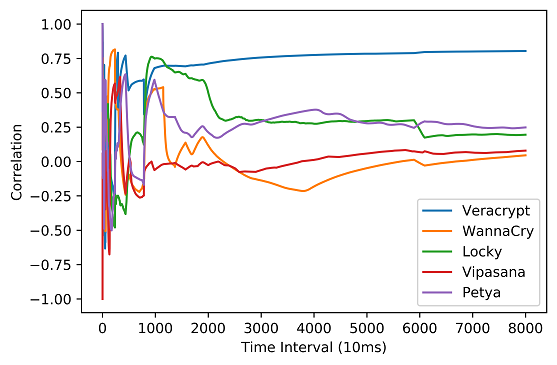 1.00
0.75
0.50
0.25
0.00
−0.25
−0.50
−0.75
−1.00
Correlation
0 1000 2000 3000 4000 5000 6000 7000 8000
Time Interval (10ms)
Veracrypt
WannaCry
Locky
Vipasana
Petya